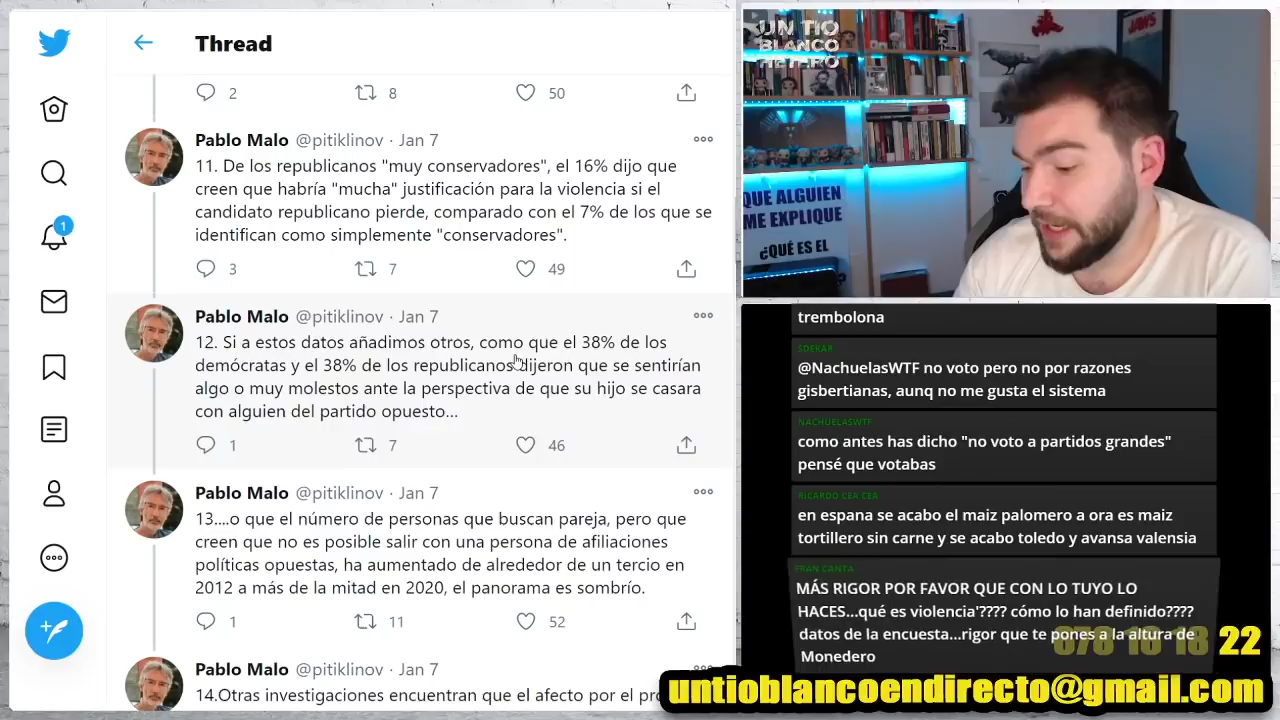 Thread
2
8
50
Pablo Malo @pitiklinov · Jan 7
11. De los republicanos "muy conservadores", el 16% dijo que
creen que habría "mucha" justificación para la violencia si el
candidato republicano pierde, comparado con el 7% de los que se
identifican como simplemente "conservadores".
3
7
49
1
Pablo Malo @pitiklinov · Jan 7
12. Si a estos datos añadimos otros, como que el 38% de los
demócratas y el 38% de los republicanos dijeron que se sentirían
algo o muy molestos ante la perspectiva de que su hijo se casara
con alguien del partido opuesto...
1
7
46
Pablo Malo @pitiklinov · Jan 7
13....o que el número de personas que buscan pareja, pero que
creen que no es posible salir con una persona de afiliaciones
políticas opuestas, ha aumentado de alrededor de un tercio en
2012 a más de la mitad en 2020, el panorama es sombrío.
1
11
52
Pablo Malo @pitiklinov · Jan 7
14.Otras investigaciones encuentran que el afecto por el
UN TIO
BLANCO
HETERO
QUE ALGUIEN
ME EXPLIQUE
¿QUÉ ES EL
trembolona
SDEKAR
@NachuelasWTF no voto pero no por razones
gisbertianas, aunq no me gusta el sistema
NACHUELASWTF
como antes has dicho "no voto a partidos grandes"
pensé que votabas
RICARDO CEA CEA
en espana se acabo el maiz palomero a ora es maiz
tortillero sin carne y se acabo toledo y avansa valensia
FRAN CANTA
MÁS RIGOR POR FAVOR QUE CON LO TUYO LO
HACES...qué es violencia'???? cómo lo han definido????
datos de la encuesta...rigor que te pones a la altura de
Monedero
22
untioblancoendirecto@gmail.com